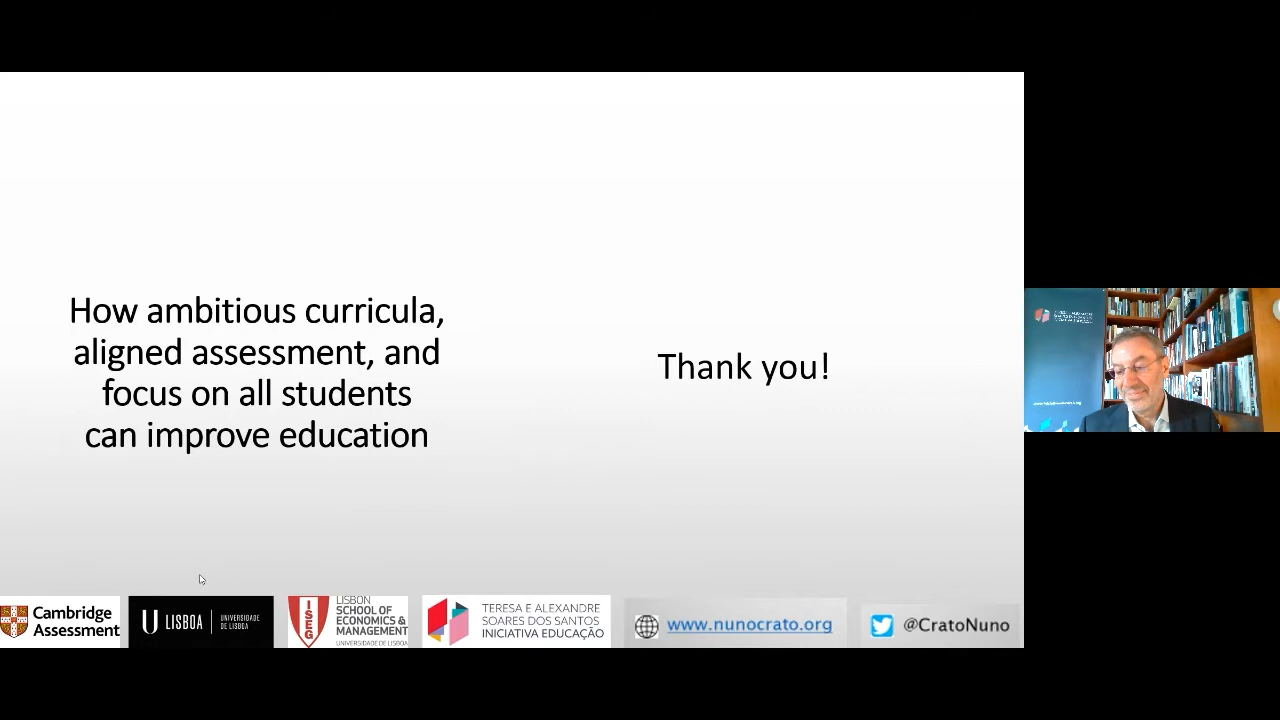 How ambitious curricula,
aligned assessment, and
focus on all students
can improve education
Thank you!
Cambridge
Assessment
U LISBOA
UNIVERSIDADE
DE LISBOA
ISEG
LISBON
SCHOOL OF
ECONOMICS &
MANAGEMENT
UNIVERSIDADE DE LISBOA
TERESA E ALEXANDRE
SOARES DOS SANTOS
INICIATIVA EDUCAÇÃO
www.nunocrato.org
@CratoNuno